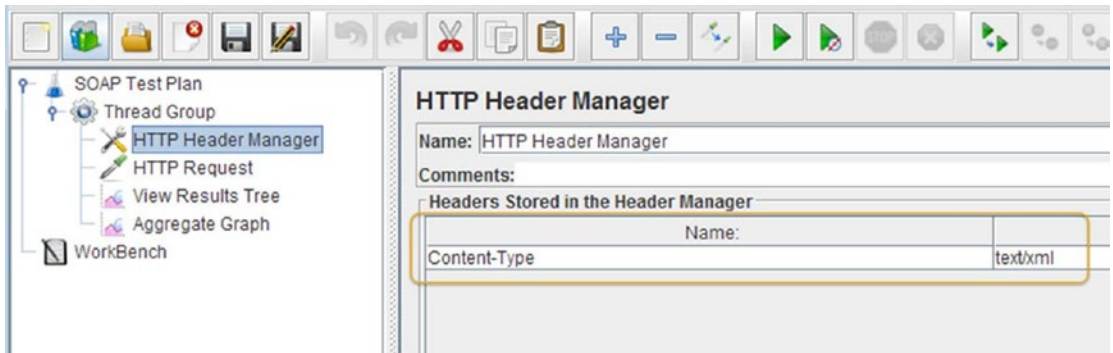 SOAP Test Plan
Thread Group
HTTP Header Manager
HTTP Request
View Results Tree
Aggregate Graph
WorkBench
STOP
HTTP Header Manager
Name: HTTP Header Manager
Comments:
Headers Stored in the Header Manager
Name:
Content-Type text/xml